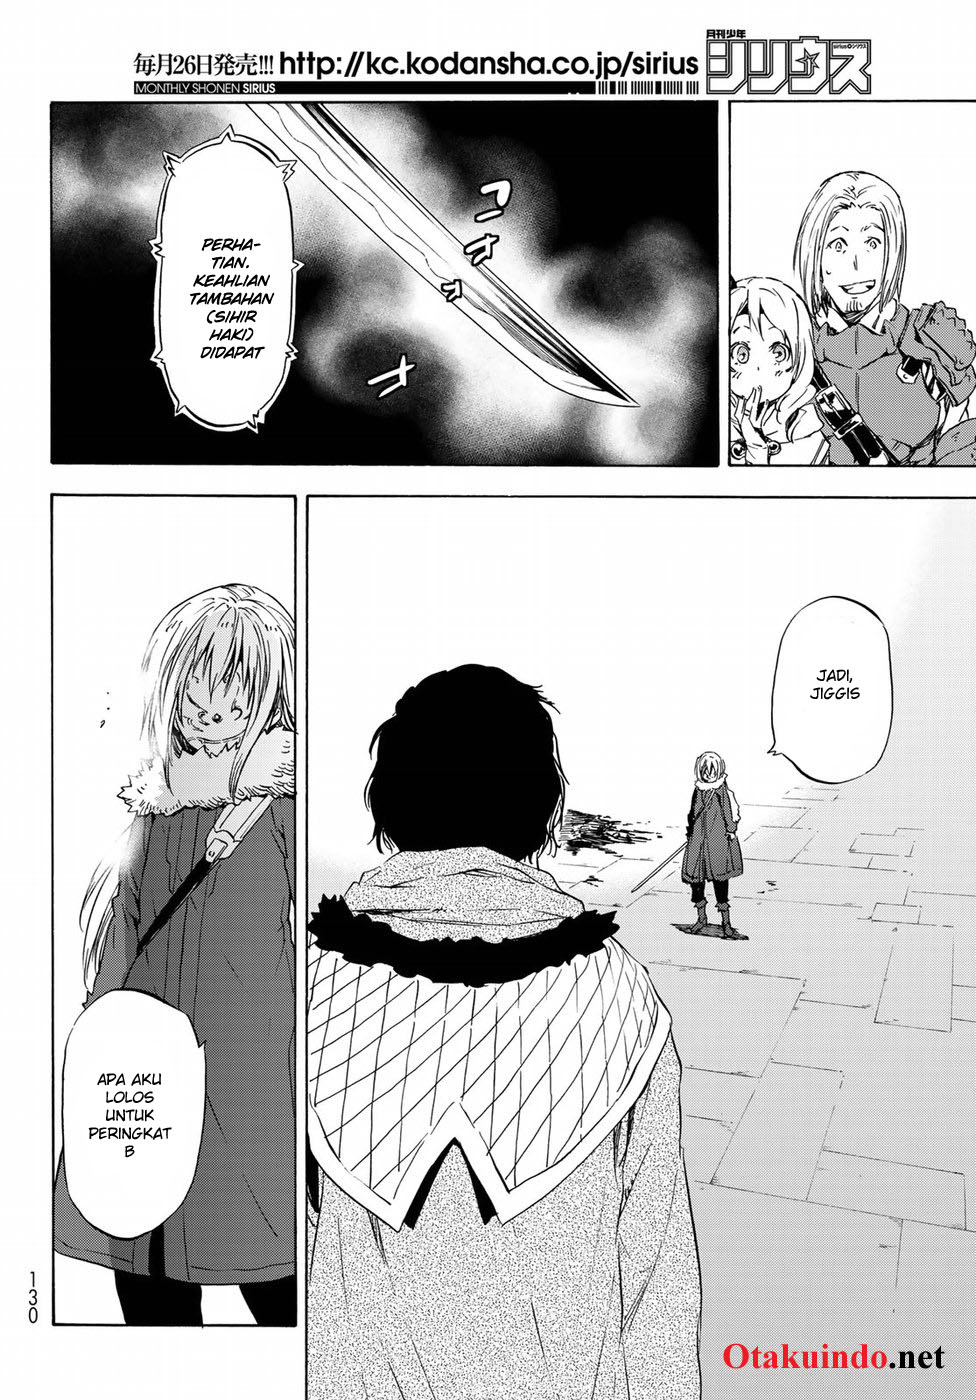 毎月26日発売!!! http://kc.kodansha.co.jp/sirius
月刊少年
シリウス
MONTHLY SHONEN SIRIUS
PERHA-
TIAN.
KEAHLIAN
TAMBAHAN
(SIHIR
HAKI)
DIDAPAT
JADI,
JIGGIS
APA AKU
LOLOS
UNTUK
PERINGKAT
B
130
Otakuindo.net